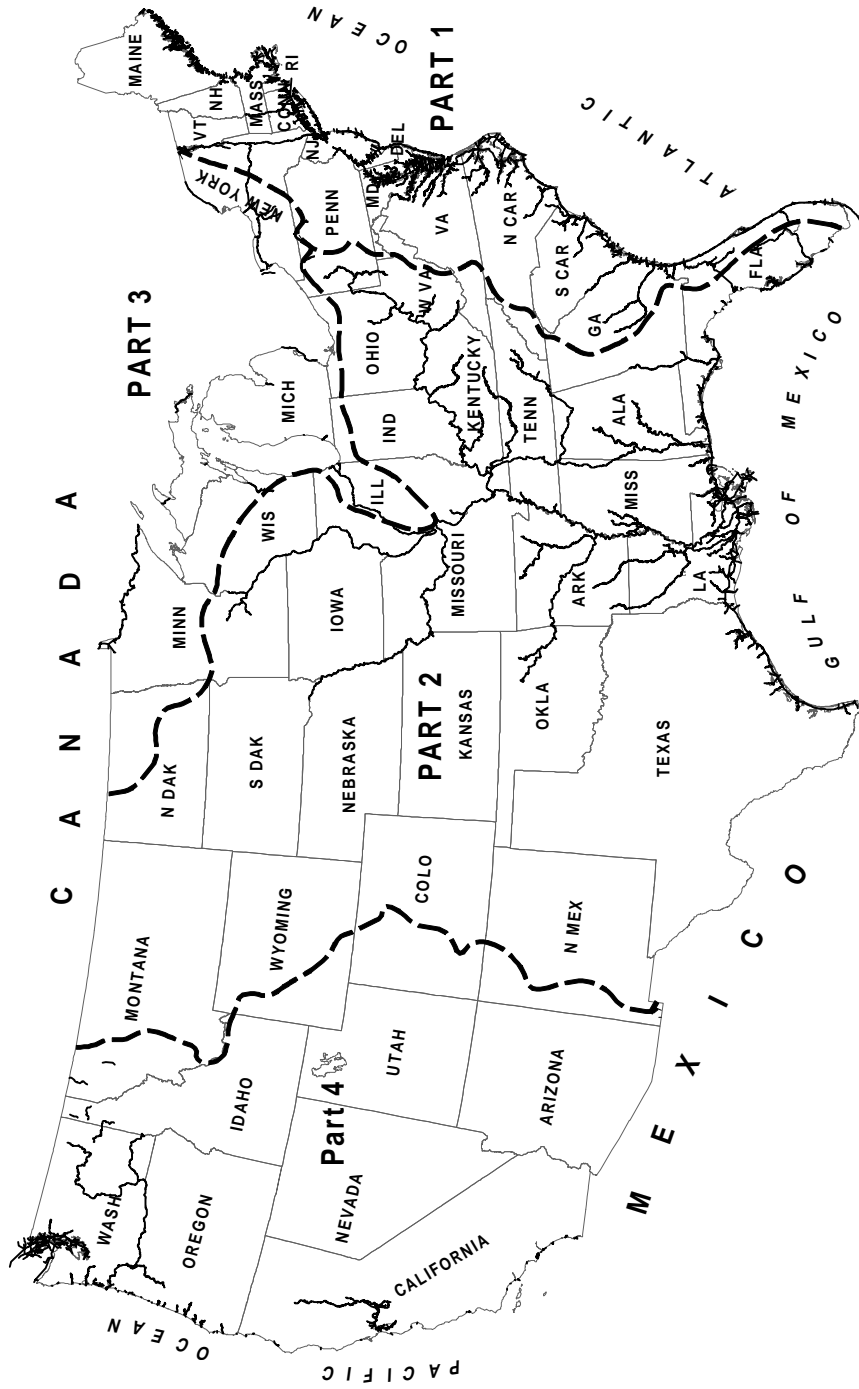 C A N A D A
PART 3
PART 1
PART 2
Part 4
WASH
OREGON
CALIFORNIA
NEVADA
IDAHO
MONTANA
WYOMING
UTAH
ARIZONA
COLO
N MEX
N DAK
S DAK
NEBRASKA
KANSAS
OKLA
TEXAS
MINN
IOWA
MISSOURI
ARK
LA
WIS
ILL
MICH
IND
OHIO
KENTUCKY
TENN
MISS
ALA
GA
FLA
S CAR
N CAR
VA
W VA
MD
DEL
PENN
NJ
NEW YORK
CONN
RI
MASS
VT
NH
MAINE
PACIFIC OCEAN
ATLANTIC OCEAN
GULF OF MEXICO
M E X I C O